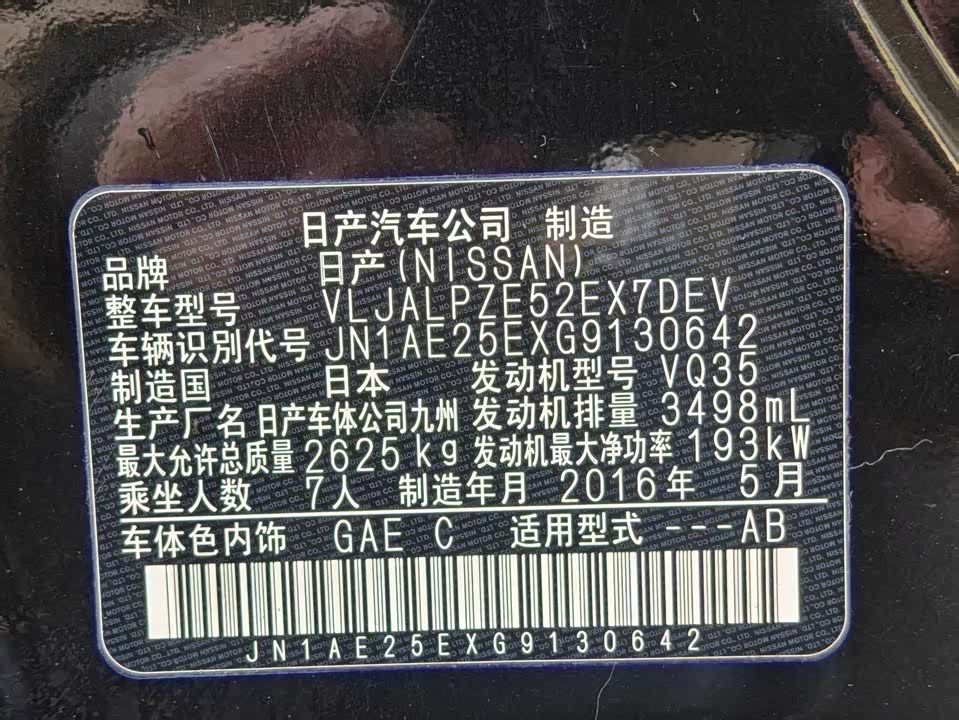 日产汽车公司 制造
品牌 日产(NISSAN)
整车型号 VLJALPZE52EX7DEV
车辆识别代号 JN1AE25EXG9130642
制造国 日本 发动机型号 VQ35
生产厂名 日产车体公司九州 发动机排量 3498mL
最大允许总质量 2625kg 发动机最大净功率 193kW
乘坐人数 7人 制造年月 2016年 5月
车体色内饰 GAE C 适用型式 ---AB
JN1AE25EXG9130642